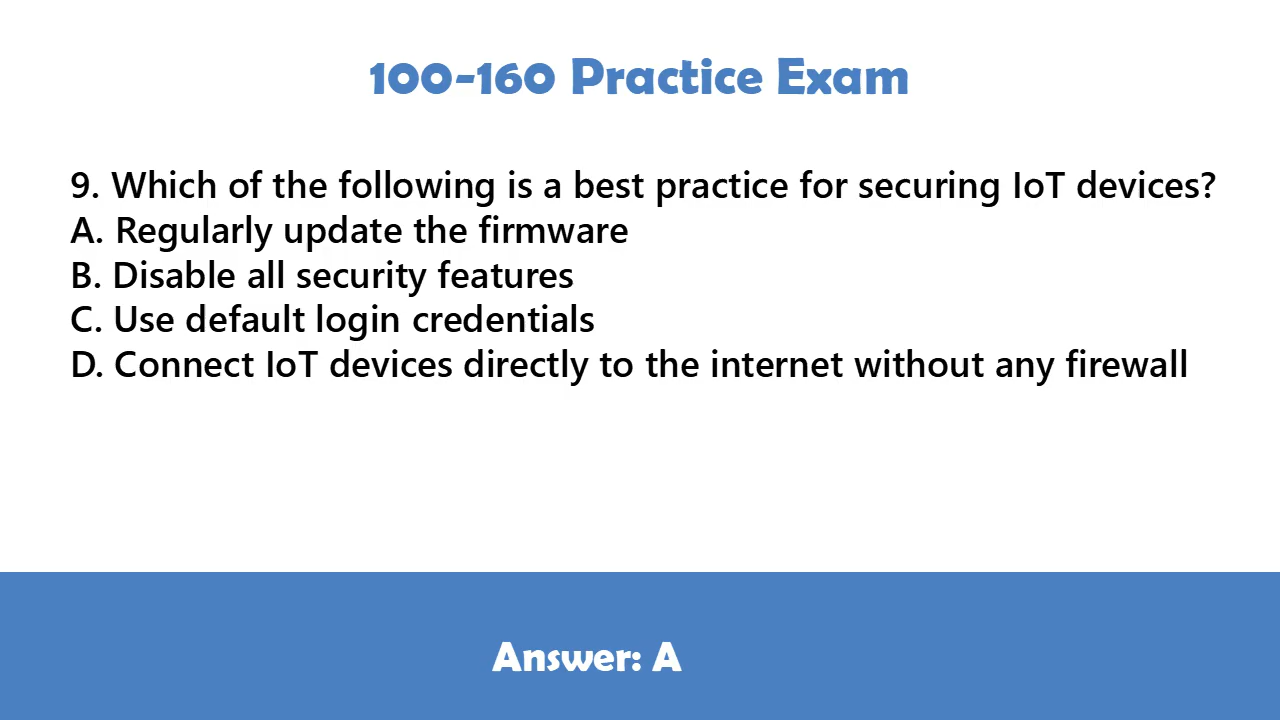 100-160 Practice Exam
9. Which of the following is a best practice for securing IoT devices?
A. Regularly update the firmware
B. Disable all security features
C. Use default login credentials
D. Connect IoT devices directly to the internet without any firewall
Answer: A